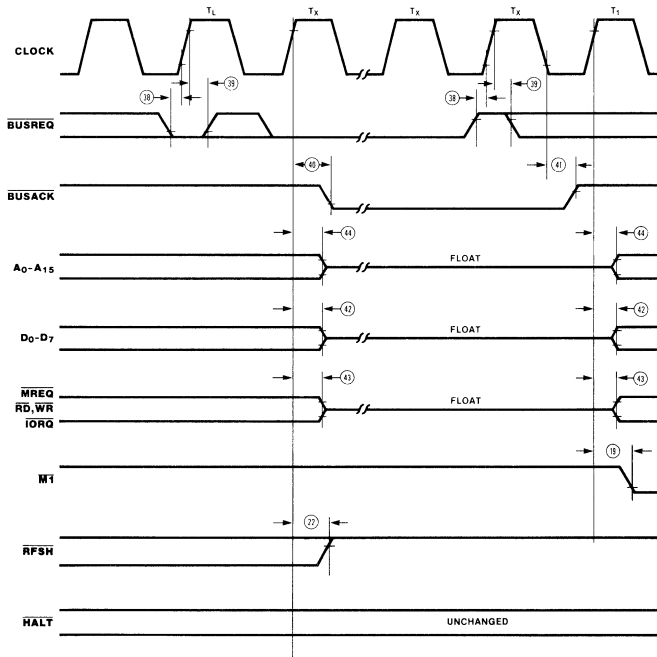 TL TX TX TX T1
CLOCK
38 39 38 39
BUSREQ
40 41
BUSACK
44 44
A0-A15 FLOAT
42 42
D0-D7 FLOAT
43 43
MREQ
RD, WR FLOAT
IORQ
19
M1
22
RFSH
HALT UNCHANGED